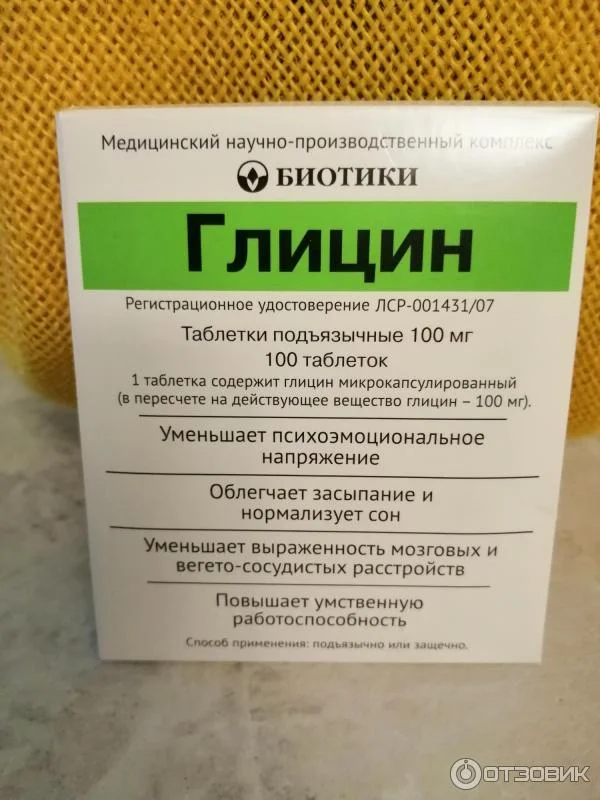 Медицинский научно-производственный комплекс
БИОТИКИ
Глицин
Регистрационное удостоверение ЛСР-001431/07
Таблетки подъязычные 100 мг
100 таблеток
1 таблетка содержит глицин микрокапсулированный
(в пересчете на действующее вещество глицин – 100 мг).
Уменьшает психоэмоциональное
напряжение
Облегчает засыпание и
нормализует сон
Уменьшает выраженность мозговых и
вегето-сосудистых расстройств
Повышает умственную
работоспособность
Способ применения: подъязычно или защечно.
ОТЗОВИК